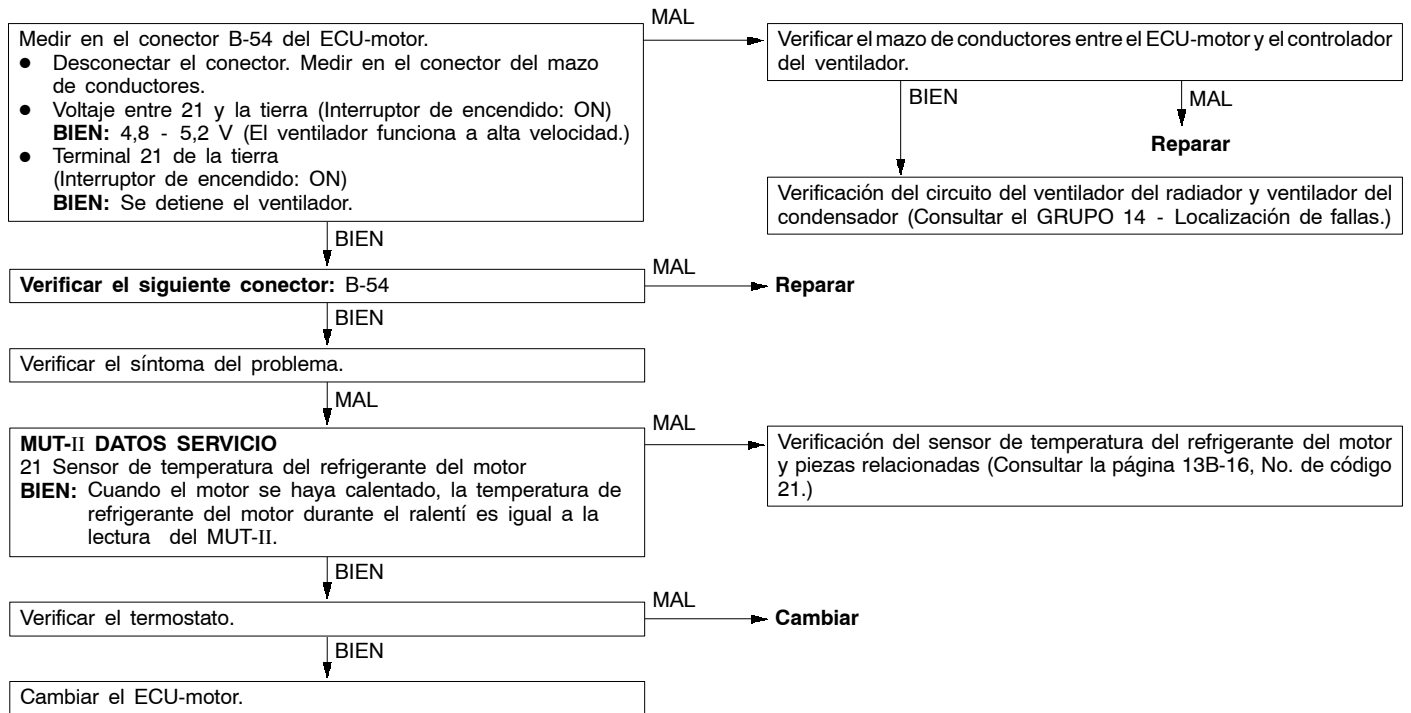 MAL
Medir en el conector B-54 del ECU-motor.
● Desconectar el conector. Medir en el conector del mazo
de conductores.
● Voltaje entre 21 y la tierra (Interruptor de encendido: ON)
BIEN: 4,8 - 5,2 V (El ventilador funciona a alta velocidad.)
● Terminal 21 de la tierra
(Interruptor de encendido: ON)
BIEN: Se detiene el ventilador.
Verificar el mazo de conductores entre el ECU-motor y el controlador
del ventilador.
BIEN
MAL
Reparar
Verificación del circuito del ventilador del radiador y ventilador del
condensador (Consultar el GRUPO 14 - Localización de fallas.)
BIEN
Verificar el siguiente conector: B-54
MAL
Reparar
BIEN
Verificar el síntoma del problema.
MAL
MUT-II DATOS SERVICIO
21 Sensor de temperatura del refrigerante del motor
BIEN: Cuando el motor se haya calentado, la temperatura de
refrigerante del motor durante el ralentí es igual a la
lectura del MUT-II.
MAL
Verificación del sensor de temperatura del refrigerante del motor
y piezas relacionadas (Consultar la página 13B-16, No. de código
21.)
BIEN
Verificar el termostato.
MAL
Cambiar
BIEN
Cambiar el ECU-motor.